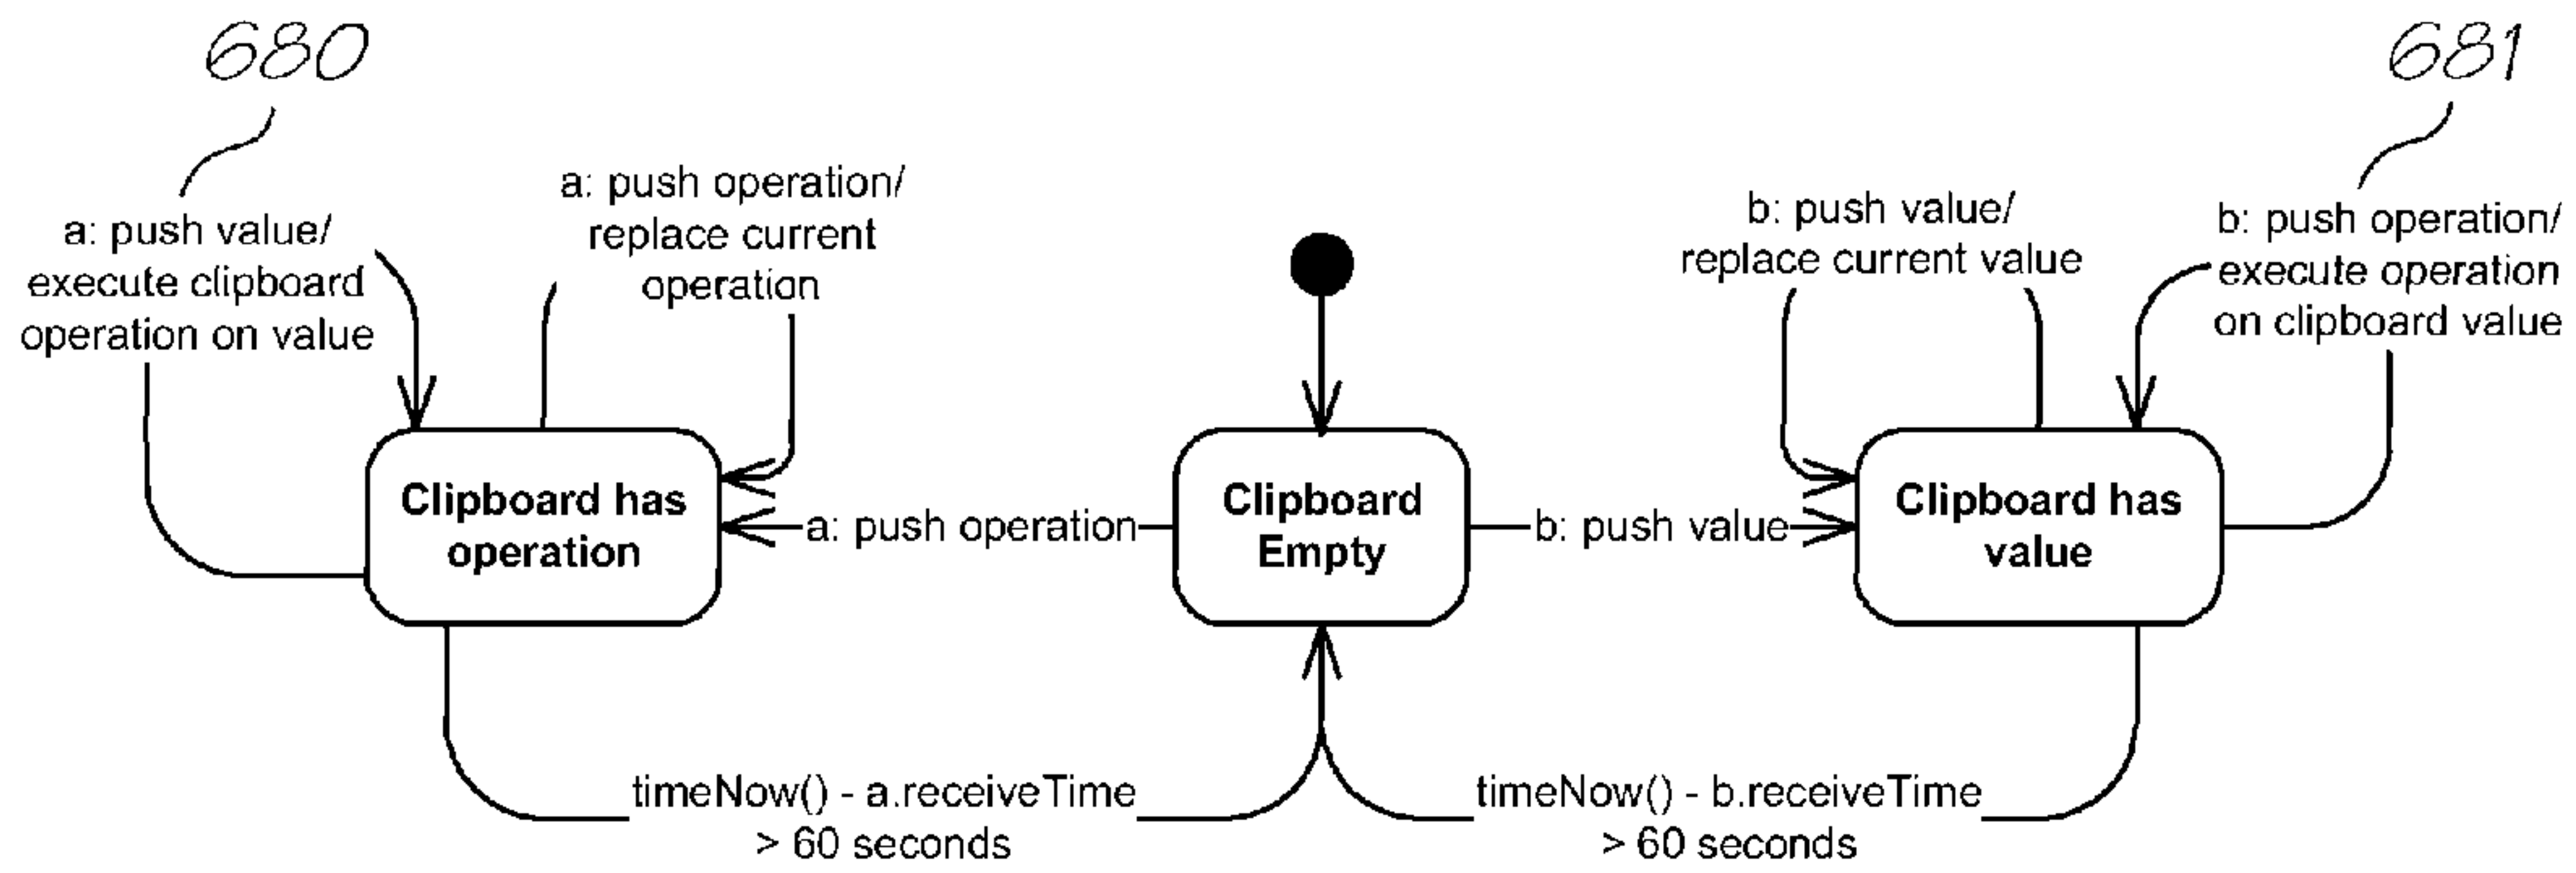 680
681
a: push value/
execute clipboard
operation on value
a: push operation/
replace current
operation
b: push value/
replace current value
b: push operation/
execute operation
on clipboard value
Clipboard has
operation
a: push operation
Clipboard
Empty
b: push value
Clipboard has
value
timeNow() - a.receiveTime
> 60 seconds
timeNow() - b.receiveTime
> 60 seconds